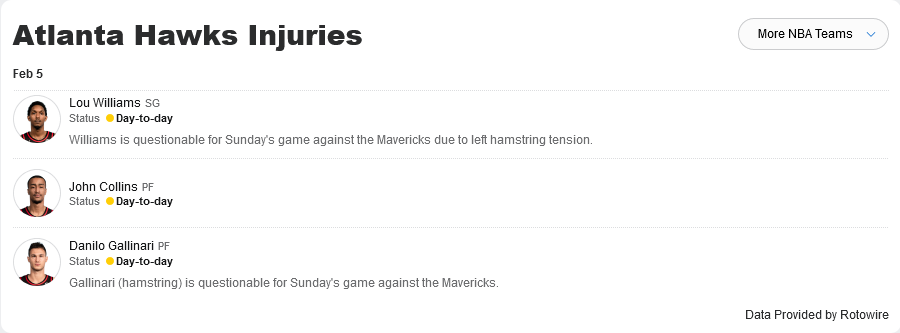 Atlanta Hawks Injuries
More NBA Teams
Feb 5
Lou Williams SG
Status Day-to-day
Williams is questionable for Sunday's game against the Mavericks due to left hamstring tension.
John Collins PF
Status Day-to-day
Danilo Gallinari PF
Status Day-to-day
Gallinari (hamstring) is questionable for Sunday's game against the Mavericks.
Data Provided by Rotowire